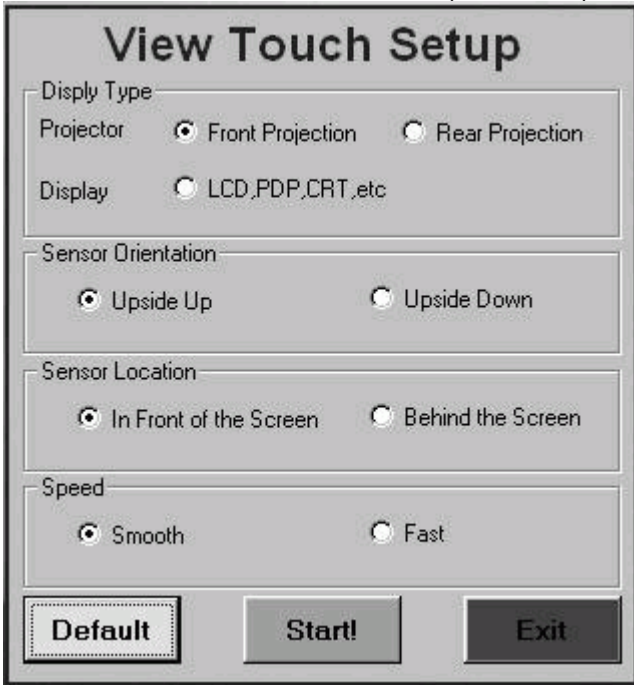 View Touch Setup
Disply Type
Projector Front Projection Rear Projection
Display LCD,PDP,CRT,etc
Sensor Orientation
Upside Up Upside Down
Sensor Location
In Front of the Screen Behind the Screen
Speed
Smooth Fast
Default Start! Exit